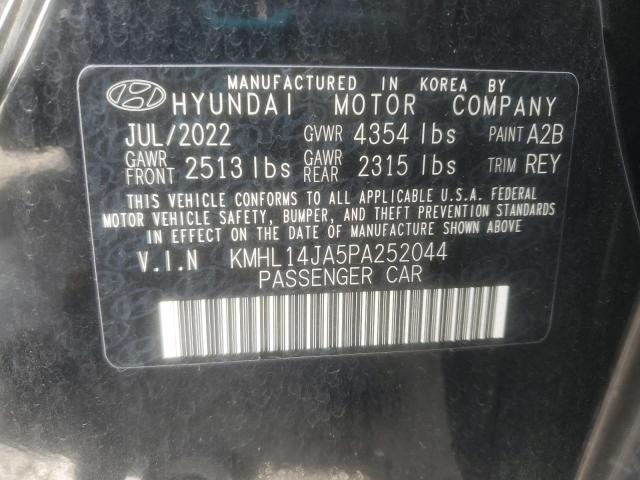 MANUFACTURED IN KOREA BY
HYUNDAI MOTOR COMPANY
JUL/2022 GVWR 4354 lbs PAINT A2B
GAWR FRONT 2513 lbs GAWR REAR 2315 lbs TRIM REY
THIS VEHICLE CONFORMS TO ALL APPLICABLE U.S.A. FEDERAL
MOTOR VEHICLE SAFETY, BUMPER, AND THEFT PREVENTION STANDARDS
IN EFFECT ON THE DATE OF MANUFACTURE SHOWN ABOVE.
V.I.N KMHL14JA5PA252044
PASSENGER CAR